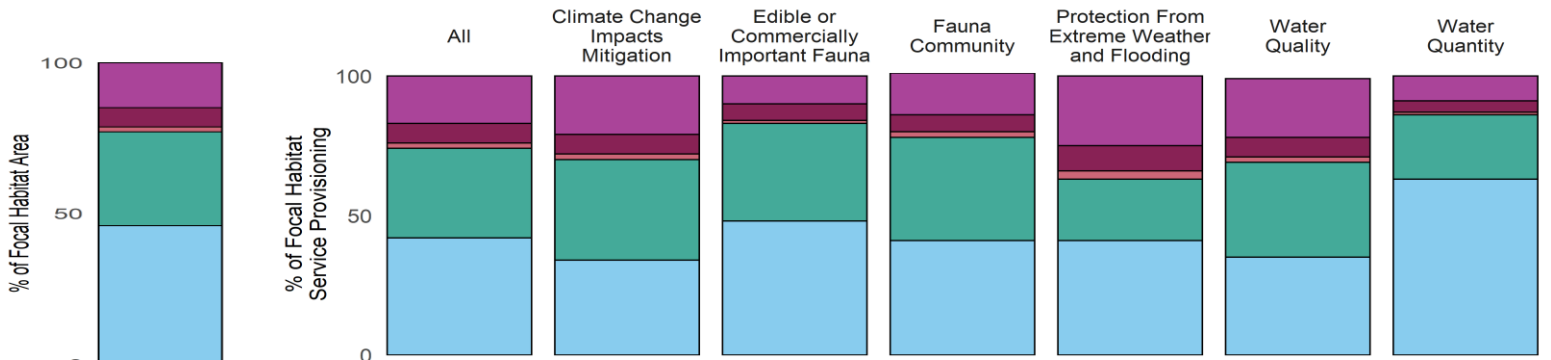 % of Focal Habitat Area
100
50
% of Focal Habitat
Service Provisioning
100
50
0
All
Climate Change
Impacts
Mitigation
Edible or
Commercially
Important Fauna
Fauna
Community
Protection From
Extreme Weather
and Flooding
Water
Quality
Water
Quantity